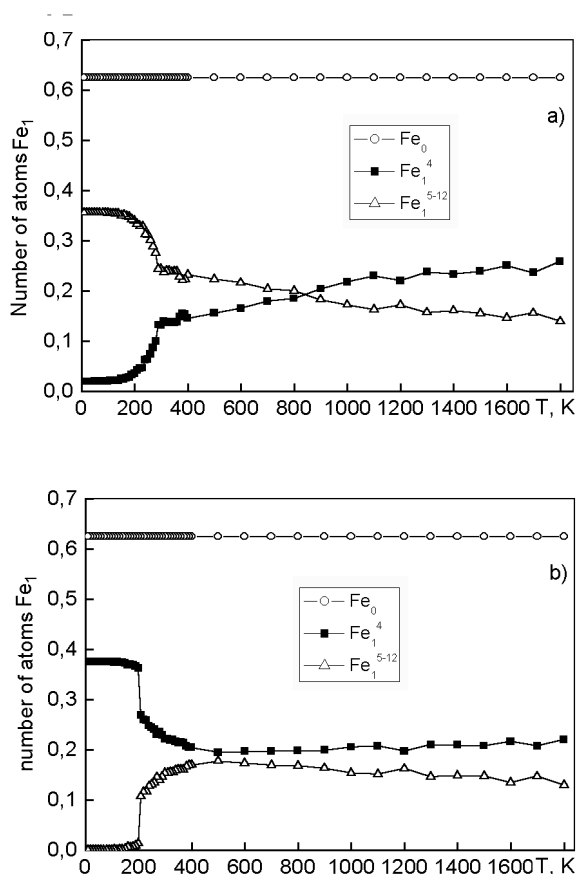 0,7
0,6
0,5
0,4
0,3
0,2
0,1
0,0
Number of atoms Fe1
a)
Fe0
Fe1^4
Fe1^5-12
0 200 400 600 800 1000 1200 1400 1600 T, K
0,7
0,6
0,5
0,4
0,3
0,2
0,1
0,0
number of atoms Fe1
b)
Fe0
Fe1^4
Fe1^5-12
0 200 400 600 800 1000 1200 1400 1600 T, K